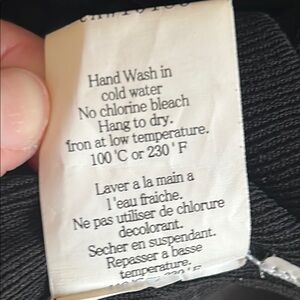 Hand Wash in
cold water
No chlorine bleach
Hang to dry.
Iron at low temperature.
100 'C or 230 ' F
Laver a la main a
l 'eau fraiche.
Ne pas utiliser de chlorure
decolorant.
Secher en suspendant.
Repasser a basse
temperature.